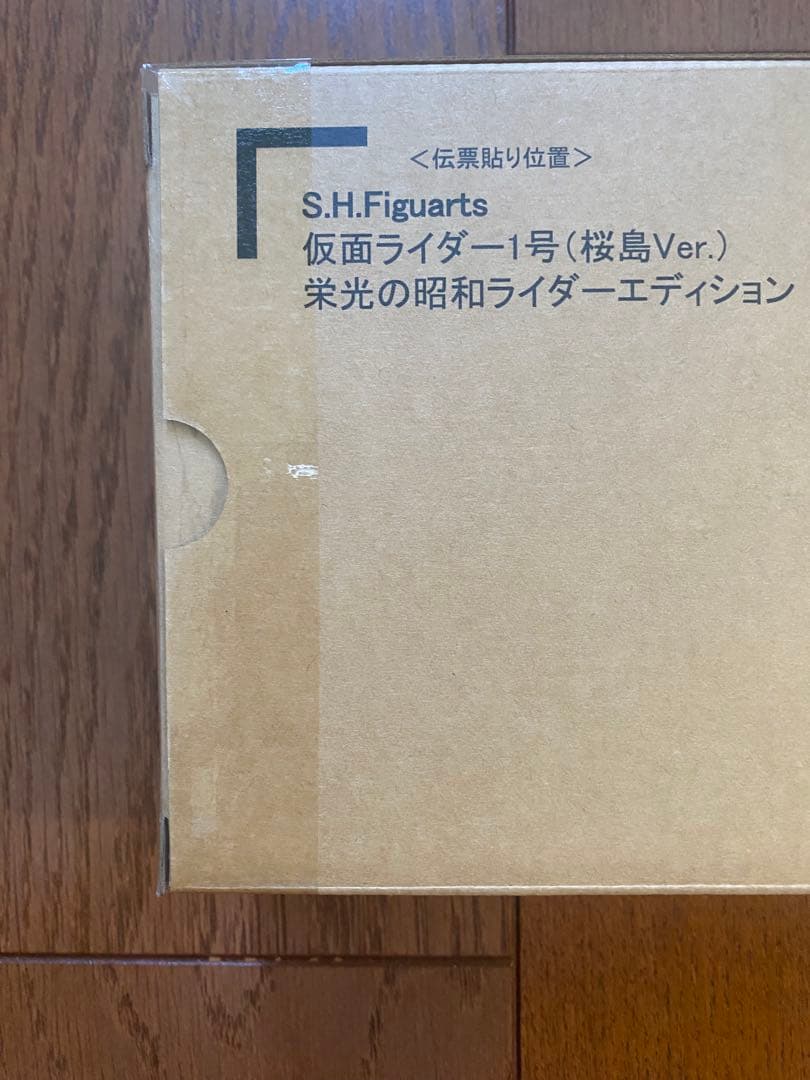 ＜伝票貼り位置＞
S.H.Figuarts
仮面ライダー1号（桜島Ver.）
栄光の昭和ライダーエディション